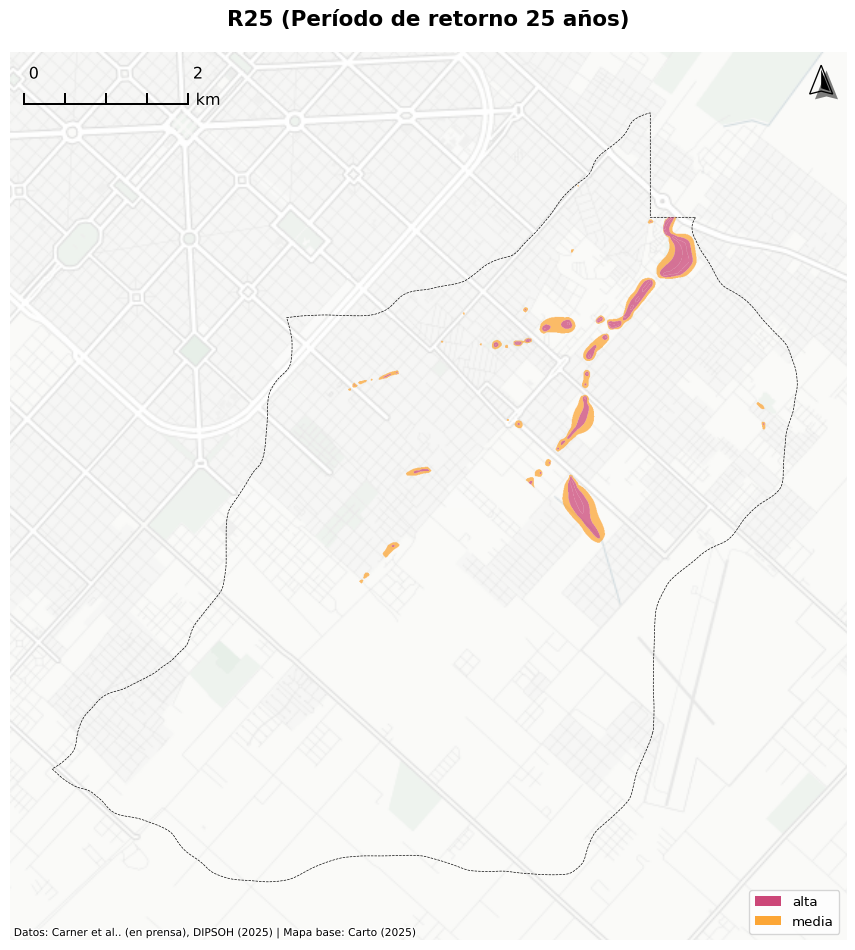 R25 (Período de retorno 25 años)
0 2
km
alta
media
Datos: Carner et al.. (en prensa), DIPSOH (2025) | Mapa base: Carto (2025)